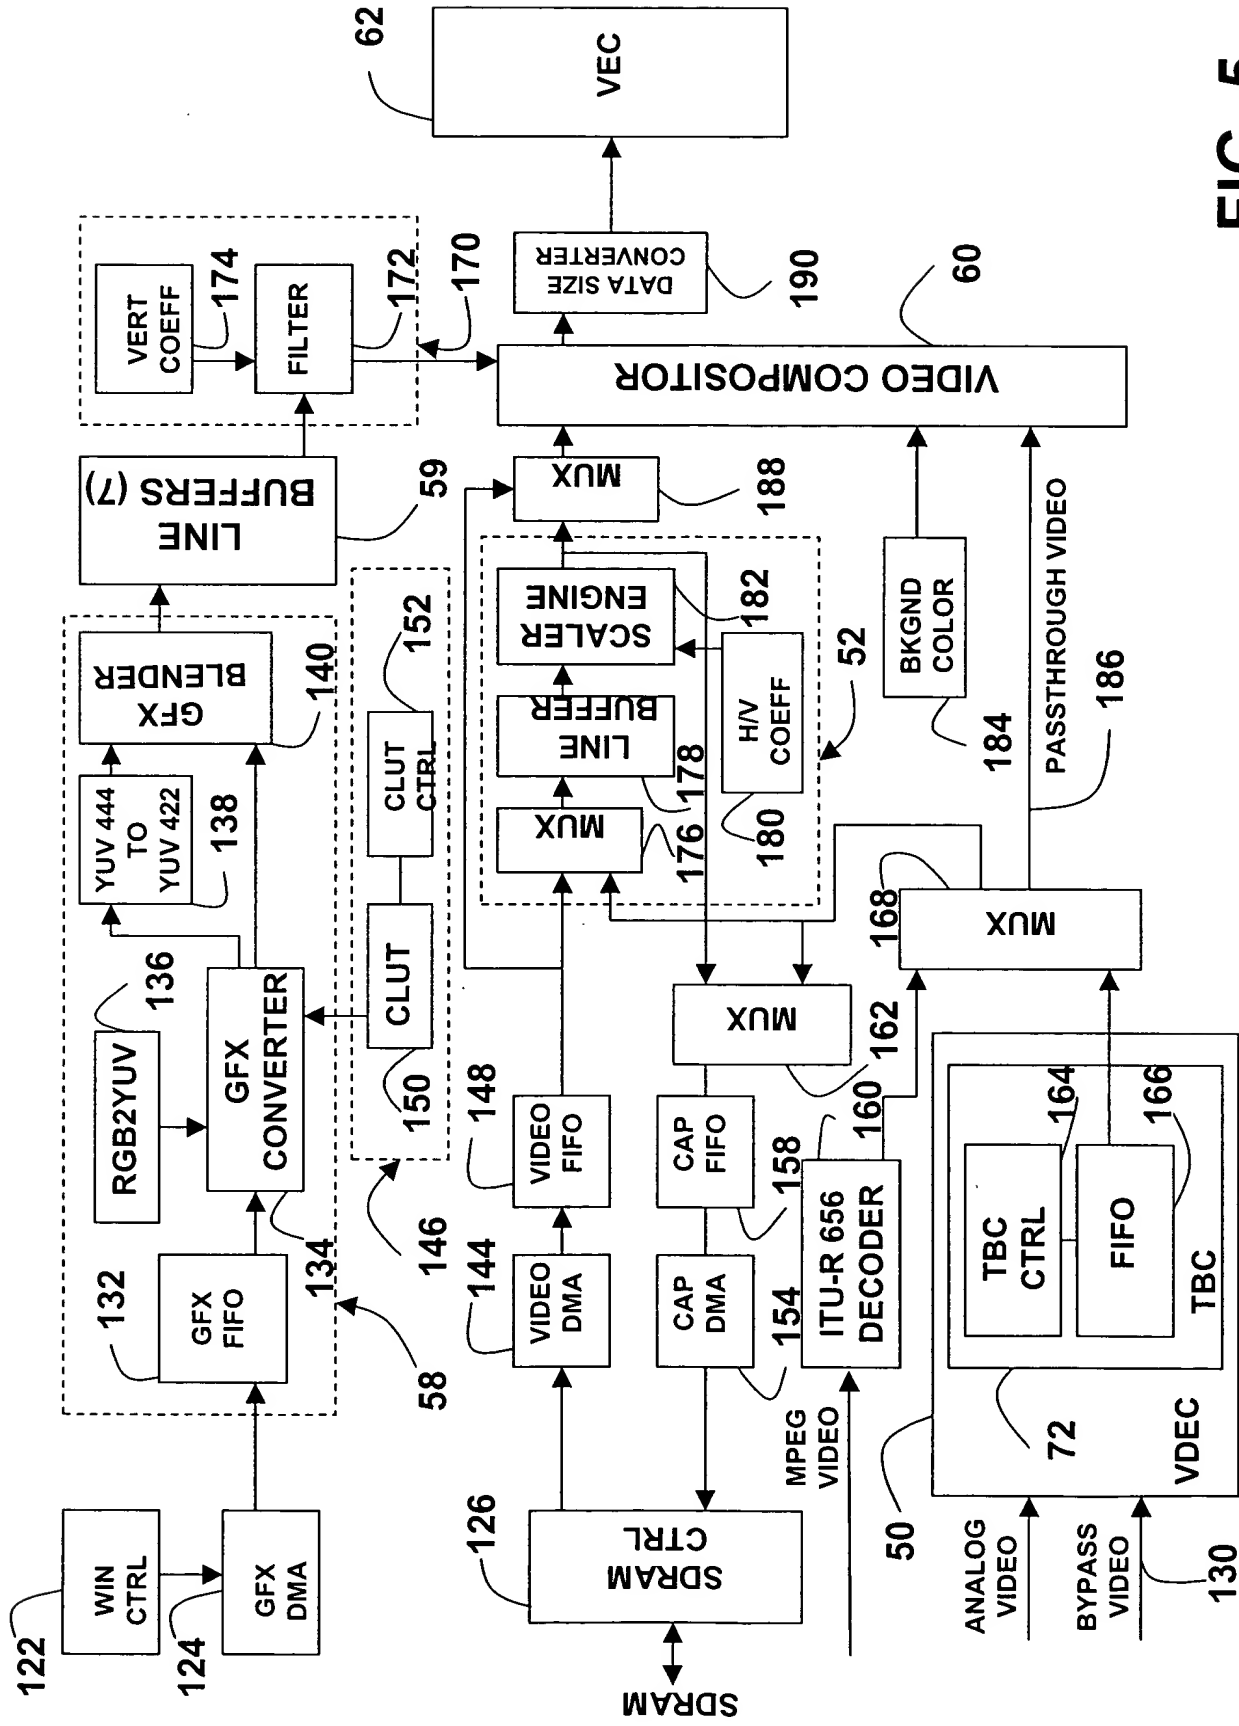 122
WIN
CTRL
124
GFX
DMA
132
GFX
FIFO
58
134
GFX
CONVERTER
RGB2YUV
136
YUV 444
TO
YUV 422
138
GFX
BLENDER
140
LINE
BUFFERS (7)
59
VERT
COEFF
174
FILTER
172
170
146
150
CLUT
CLUT
CTRL
152
SDRAM
126
SDRAM
CTRL
144
VIDEO
DMA
148
VIDEO
FIFO
MUX
176
LINE
BUFFER
178
SCALER
ENGINE
182
H/V
COEFF
180
52
MUX
188
VIDEO COMPOSITOR
60
DATA SIZE
CONVERTER
190
VEC
62
CAP
DMA
154
CAP
FIFO
158
MUX
162
MPEG
VIDEO
ITU-R 656
DECODER
160
MUX
168
BKGND
COLOR
184
PASSTHROUGH VIDEO
186
50
ANALOG
VIDEO
BYPASS
VIDEO
130
VDEC
72
TBC
TBC
CTRL
164
FIFO
166
FIG. 5